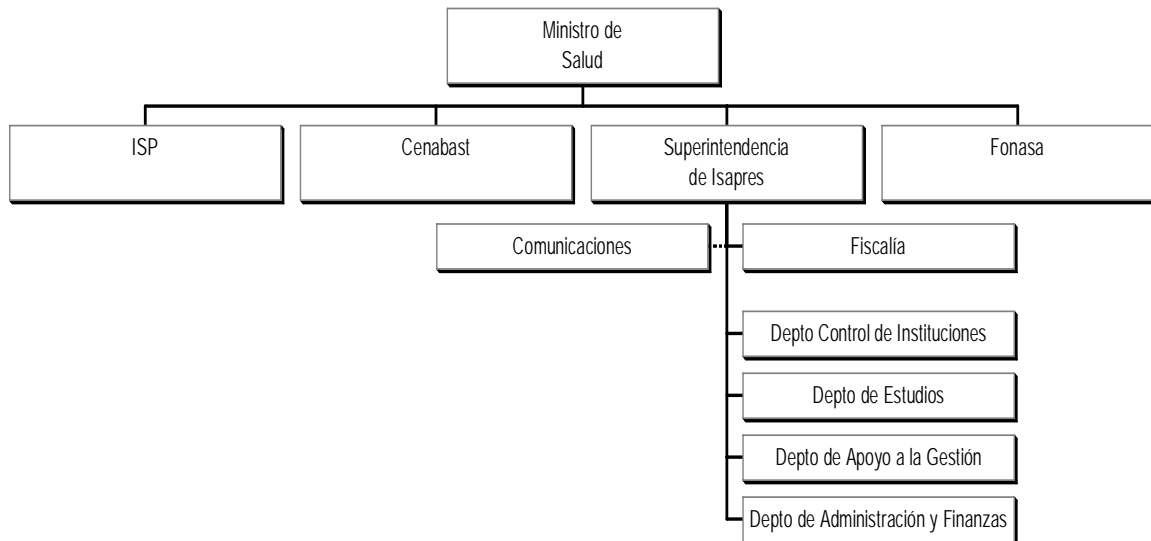 Ministro de
Salud
ISP
Cenabast
Superintendencia
de Isapres
Fonasa
Comunicaciones
Fiscalía
Depto Control de Instituciones
Depto de Estudios
Depto de Apoyo a la Gestión
Depto de Administración y Finanzas